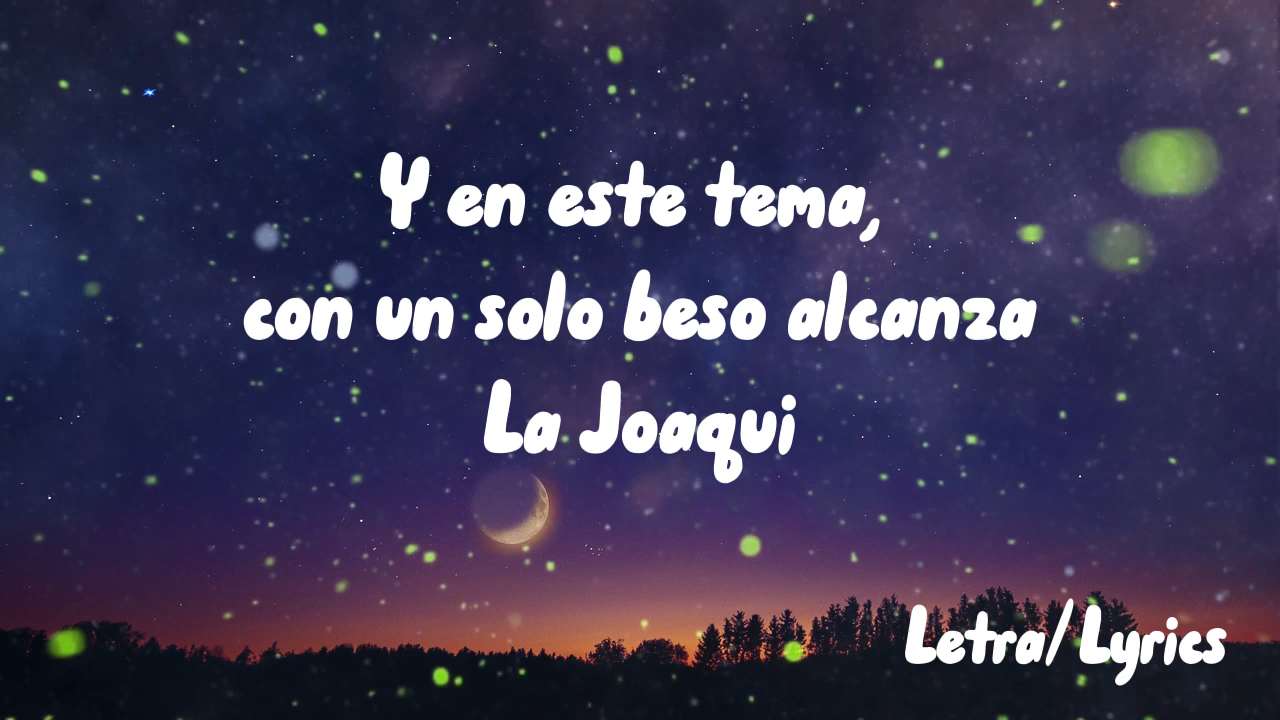 Y en este tema,
con un solo beso alcanza
La Joaqui
Letra/Lyrics